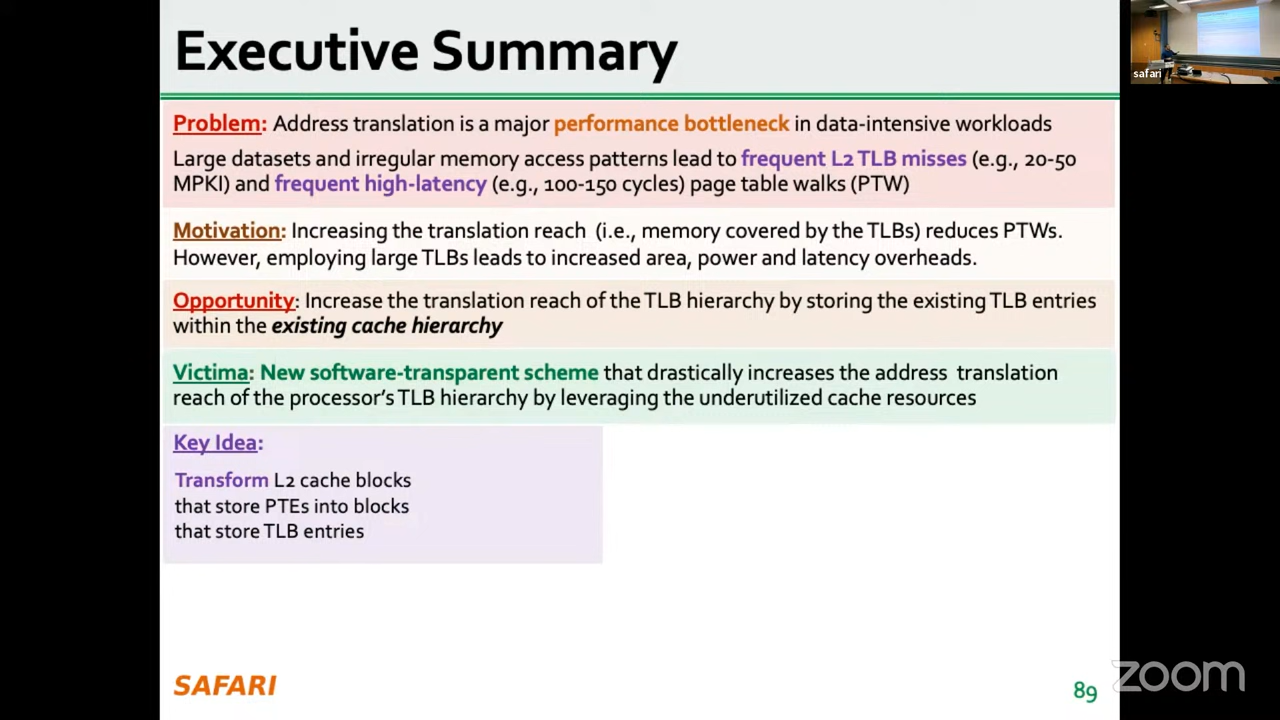 Executive Summary
safari
Problem: Address translation is a major performance bottleneck in data-intensive workloads
Large datasets and irregular memory access patterns lead to frequent L2 TLB misses (e.g., 20-50
MPKI) and frequent high-latency (e.g., 100-150 cycles) page table walks (PTW)
Motivation: Increasing the translation reach (i.e., memory covered by the TLBs) reduces PTWs.
However, employing large TLBs leads to increased area, power and latency overheads.
Opportunity: Increase the translation reach of the TLB hierarchy by storing the existing TLB entries
within the existing cache hierarchy
Victima: New software-transparent scheme that drastically increases the address translation
reach of the processor's TLB hierarchy by leveraging the underutilized cache resources
Key Idea:
Transform L2 cache blocks
that store PTEs into blocks
that store TLB entries
SAFARI
89
zoom